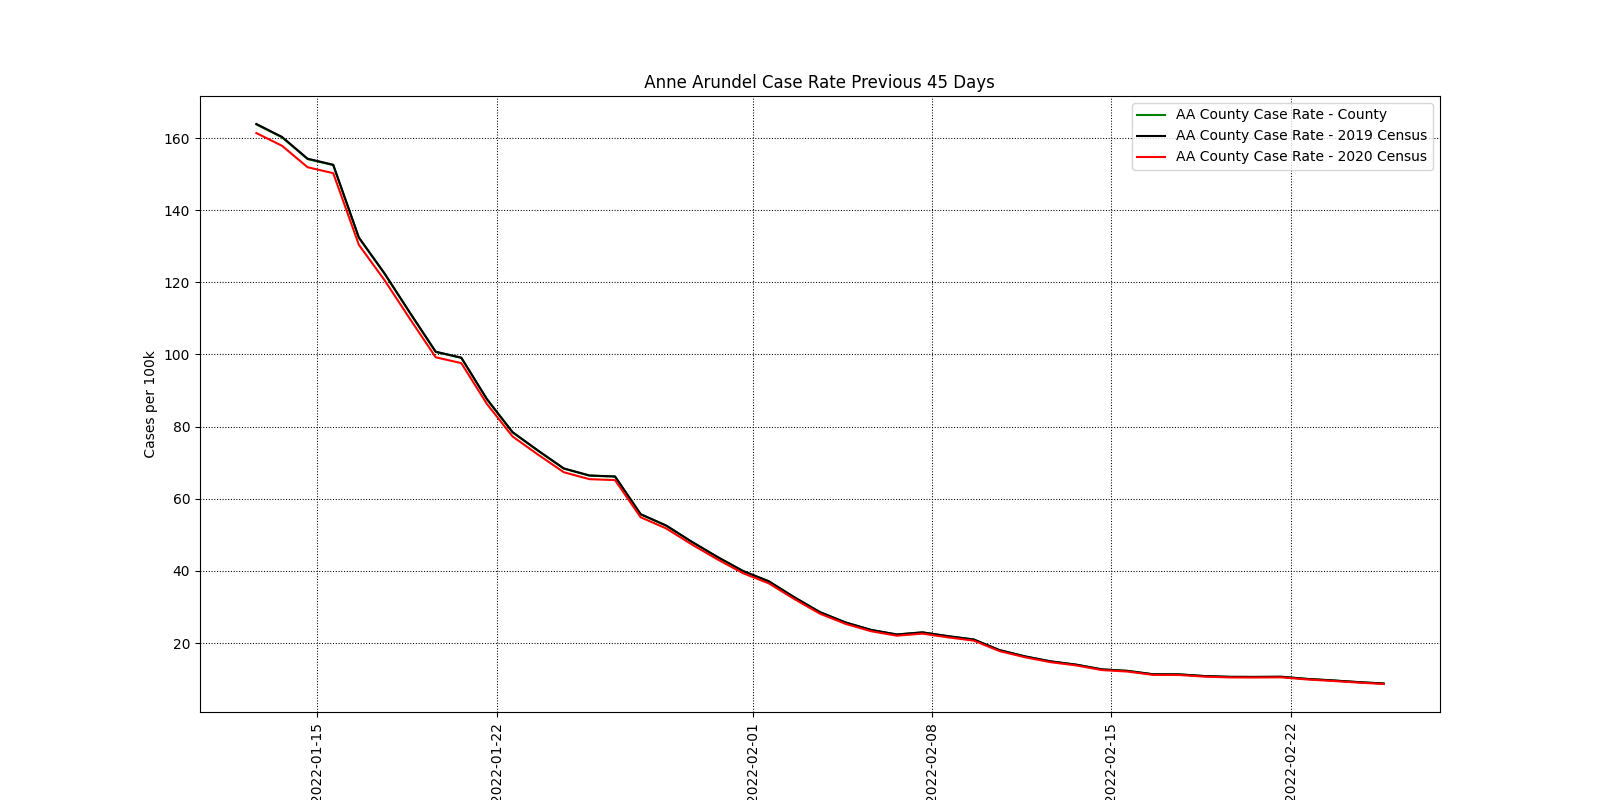 Anne Arundel Case Rate Previous 45 Days
AA County Case Rate - County
AA County Case Rate - 2019 Census
AA County Case Rate - 2020 Census
Cases per 100k
160
140
120
100
80
60
40
20
2022-01-15
2022-01-22
2022-02-01
2022-02-08
2022-02-15
2022-02-22